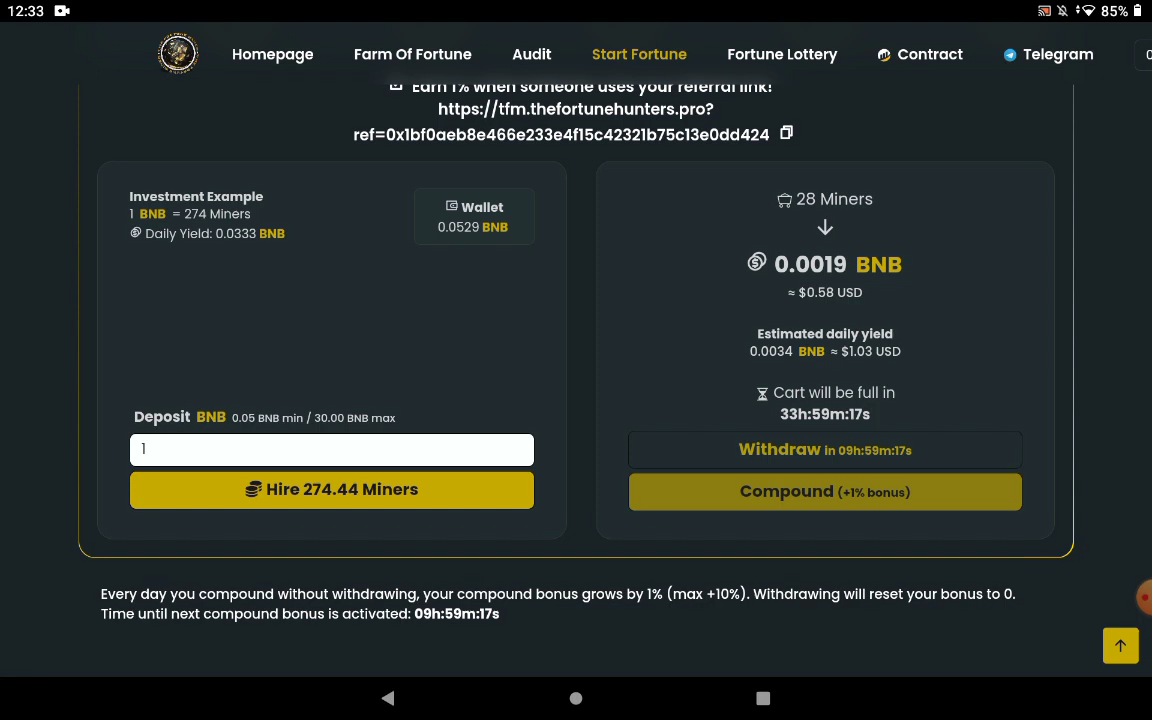 12:33
85%
Homepage
Farm Of Fortune
Audit
Start Fortune
Fortune Lottery
Contract
Telegram
0
Earn 1% when someone uses your referral link!
https://tfm.thefortunehunters.pro?
ref=0x1bf0aeb8e466e233e4f15c42321b75c13e0dd424
Investment Example
1 BNB = 274 Miners
Daily Yield: 0.0333 BNB
Wallet
0.0529 BNB
Deposit BNB 0.05 BNB min / 30.00 BNB max
1
Hire 274.44 Miners
28 Miners
0.0019 BNB
≈ $0.58 USD
Estimated daily yield
0.0034 BNB ≈ $1.03 USD
Cart will be full in
33h:59m:17s
Withdraw in 09h:59m:17s
Compound (+1% bonus)
Every day you compound without withdrawing, your compound bonus grows by 1% (max +10%). Withdrawing will reset your bonus to 0.
Time until next compound bonus is activated: 09h:59m:17s